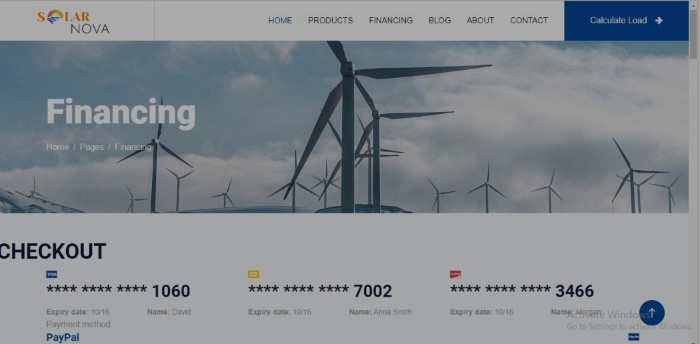 SOLAR
NOVA
HOME PRODUCTS FINANCING BLOG ABOUT CONTACT Calculate Load
Financing
Home / Pages / Financing
CHECKOUT
VISA
**** **** **** 1060 **** **** **** 7002 **** **** **** 3466
Expiry date: 10/16 Name: David Expiry date: 10/16 Name: Anna Smith Expiry date: 10/16 Name: Morgan
Activate Windows
Payment method
Go to Settings to activate Windows.
PayPal